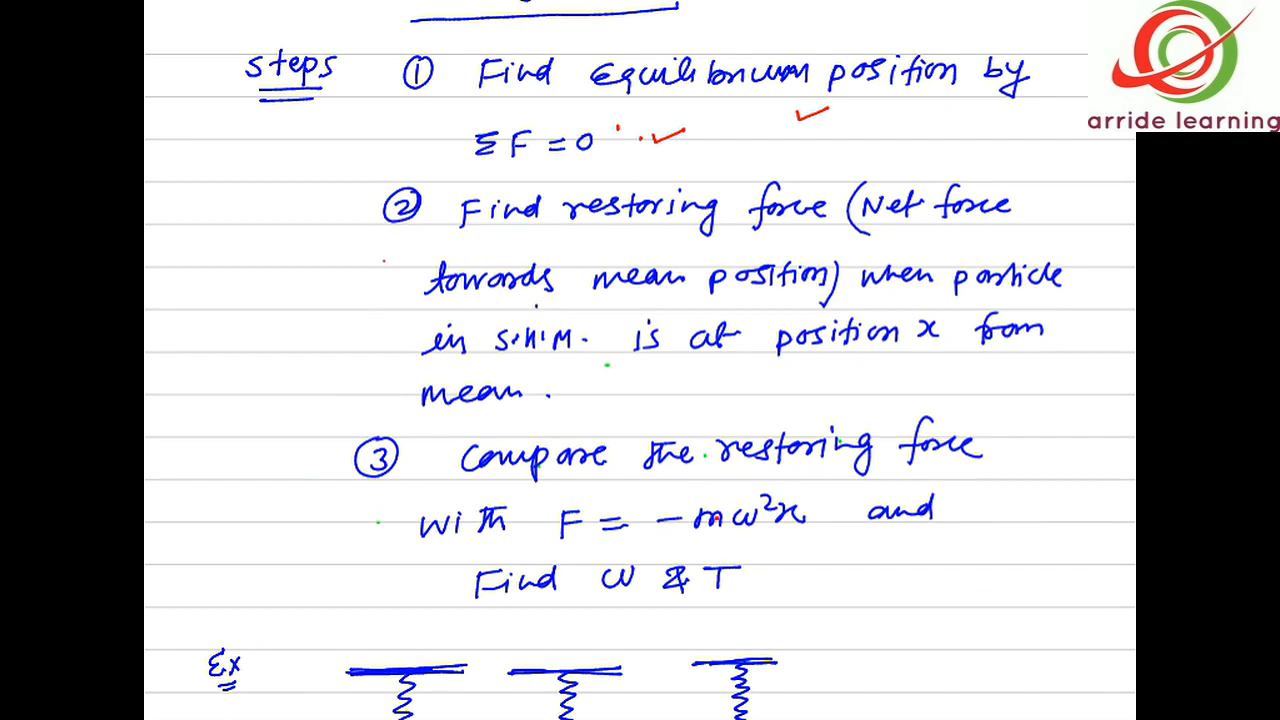 arride learning
steps ① Find Equilibrium position by
ΣF = 0
② Find restoring force (Net force
towards mean position) when particle
in S.H.M. is at position x from
mean.
③ Compare the restoring force
with F = -mω²x and
Find ω & T
Ex